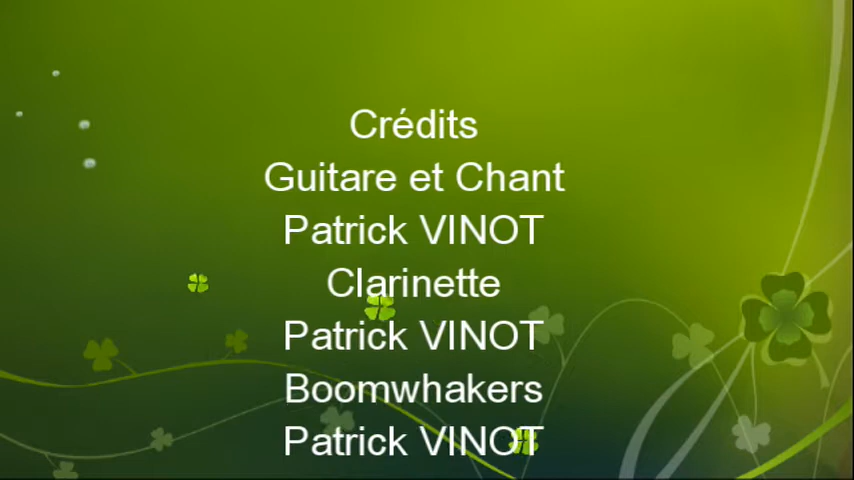 Crédits
Guitare et Chant
Patrick VINOT
Clarinette
Patrick VINOT
Boomwhakers
Patrick VINOT